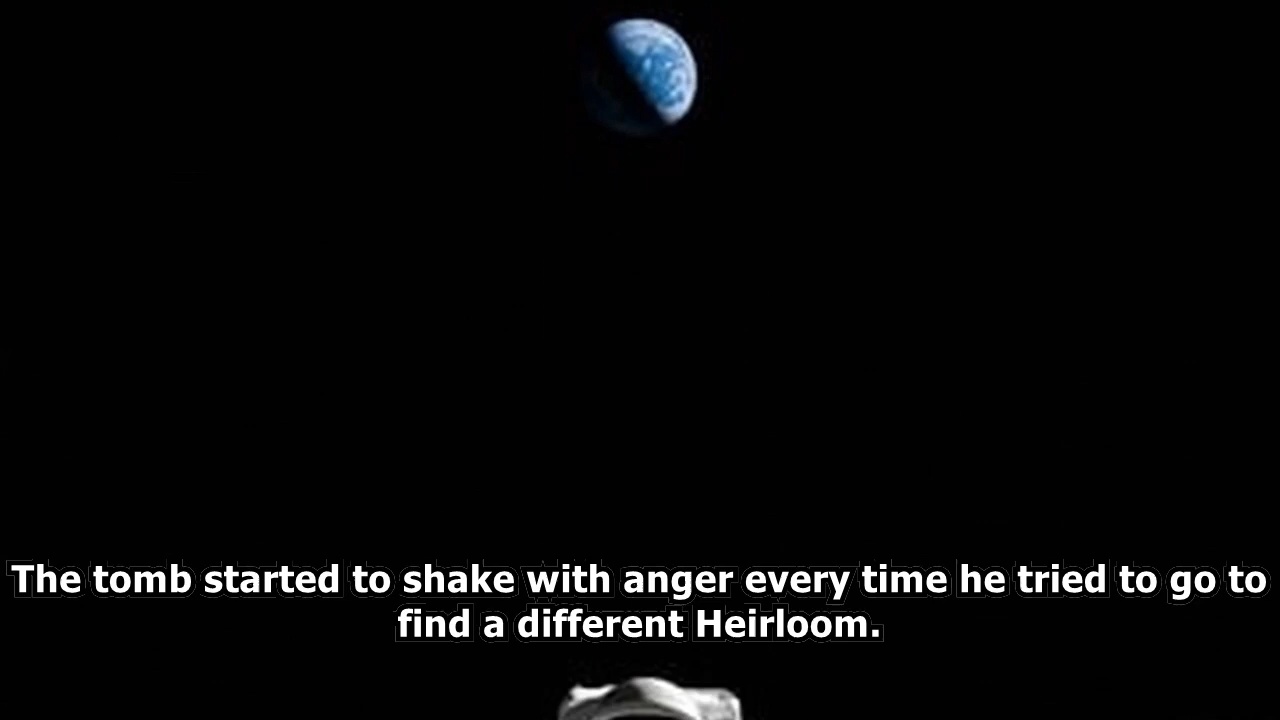 The tomb started to shake with anger every time he tried to go to
find a different Heirloom.